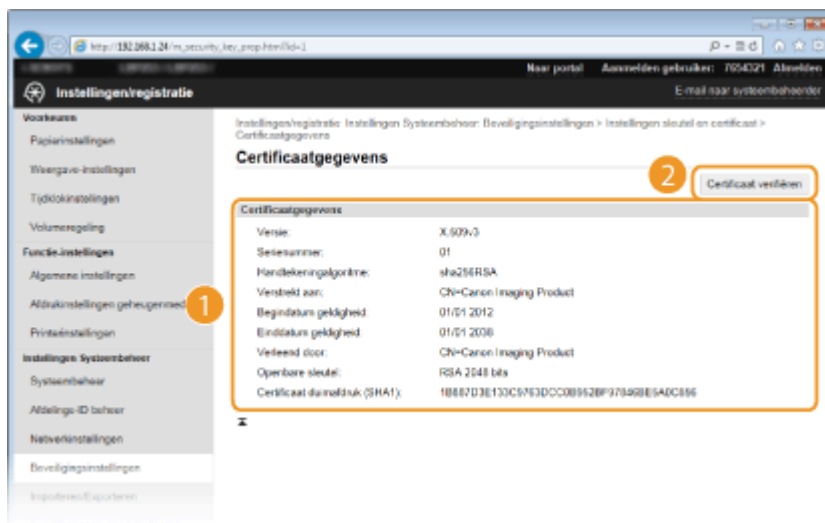 http://192.168.1.24/m_security_key_prop.html?id=1
Naar portal Aanmelden gebruiker: 7654321 Afmelden
Instellingen/registratie
E-mail naar systeembeheerder
Voorkeuren
Papierinstellingen
Weergave-instellingen
Tijdklokinstellingen
Volumeregeling
Functie-instellingen
Algemene instellingen
Afdrukinstellingen geheugenmed
Printerinstellingen
Instellingen Systeembeheer
Systeembeheer
Afdelings-ID beheer
Netwerkinstellingen
Beveiligingsinstellingen
Importeren/Exporteren
Instellingen/registratie: Instellingen Systeembeheer: Beveiligingsinstellingen > Instellingen sleutel en certificaat >
Certificaatgegevens
Certificaatgegevens
2
Certificaat verifiëren
1
Certificaatgegevens
Versie: X.509v3
Serienummer: 01
Handtekeningalgoritme: sha256RSA
Verstrekt aan: CN=Canon Imaging Product
Begindatum geldigheid: 01/01 2012
Einddatum geldigheid: 01/01 2038
Verleend door: CN=Canon Imaging Product
Openbare sleutel: RSA 2048 bits
Certificaat duimafdruk (SHA1):